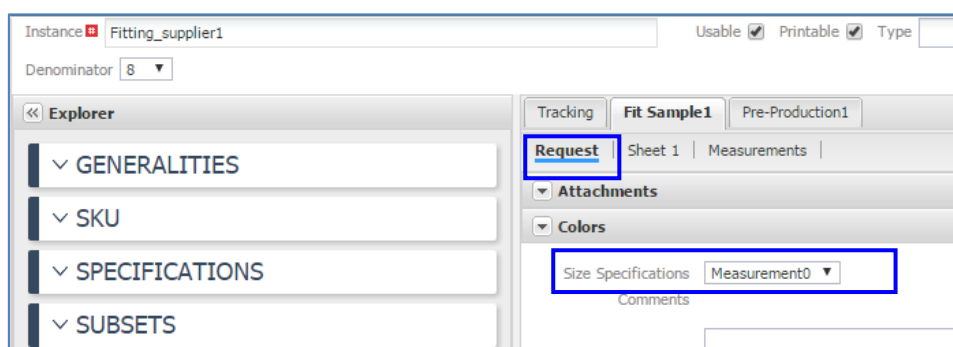 Instance Fitting_supplier1 Usable Printable Type
Denominator 8
Explorer
GENERALITIES
SKU
SPECIFICATIONS
SUBSETS
Tracking Fit Sample1 Pre-Production1
Request Sheet 1 Measurements
Attachments
Colors
Size Specifications Measurement0
Comments